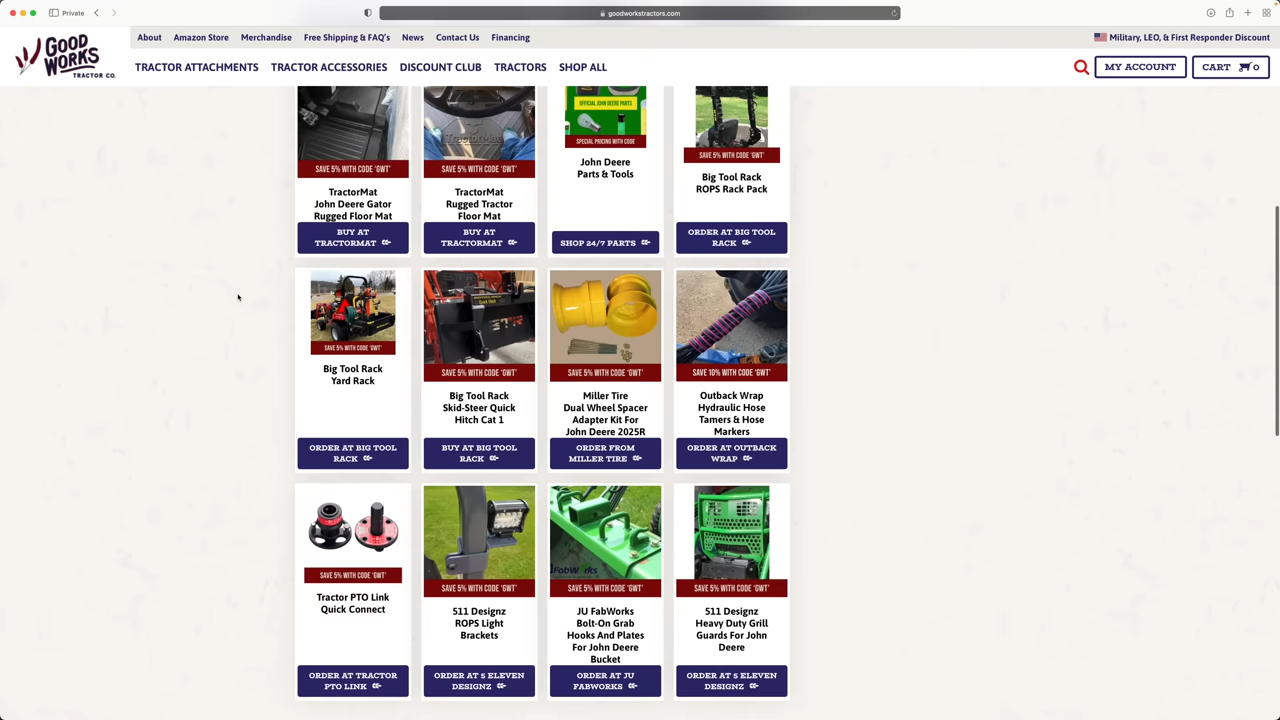 Private
goodworkstractors.com
GOOD
WORKS
TRACTOR CO.
About
Amazon Store
Merchandise
Free Shipping & FAQ's
News
Contact Us
Financing
Military, LEO, & First Responder Discount
TRACTOR ATTACHMENTS
TRACTOR ACCESSORIES
DISCOUNT CLUB
TRACTORS
SHOP ALL
MY ACCOUNT
CART 0
SAVE 5% WITH CODE 'GWT'
TractorMat
John Deere Gator
Rugged Floor Mat
BUY AT
TRACTORMAT
TractorMat
SAVE 5% WITH CODE 'GWT'
TractorMat
Rugged Tractor
Floor Mat
BUY AT
TRACTORMAT
OFFICIAL JOHN DEERE PARTS
SPECIAL PRICING WITH CODE
John Deere
Parts & Tools
SHOP 24/7 PARTS
SAVE 5% WITH CODE 'GWT'
Big Tool Rack
ROPS Rack Pack
ORDER AT BIG TOOL
RACK
SAVE 5% WITH CODE 'GWT'
Big Tool Rack
Yard Rack
ORDER AT BIG TOOL
RACK
SAVE 5% WITH CODE 'GWT'
Big Tool Rack
Skid-Steer Quick
Hitch Cat 1
BUY AT BIG TOOL
RACK
SAVE 5% WITH CODE 'GWT'
Miller Tire
Dual Wheel Spacer
Adapter Kit For
John Deere 2025R
ORDER FROM
MILLER TIRE
SAVE 10% WITH CODE 'GWT'
Outback Wrap
Hydraulic Hose
Tamers & Hose
Markers
ORDER AT OUTBACK
WRAP
SAVE 5% WITH CODE 'GWT'
Tractor PTO Link
Quick Connect
ORDER AT TRACTOR
PTO LINK
SAVE 5% WITH CODE 'GWT'
511 Designz
ROPS Light
Brackets
ORDER AT 5 ELEVEN
DESIGNZ
SAVE 5% WITH CODE 'GWT'
JU FabWorks
Bolt-On Grab
Hooks And Plates
For John Deere
Bucket
ORDER AT JU
FABWORKS
SAVE 5% WITH CODE 'GWT'
511 Designz
Heavy Duty Grill
Guards For John
Deere
ORDER AT 5 ELEVEN
DESIGNZ